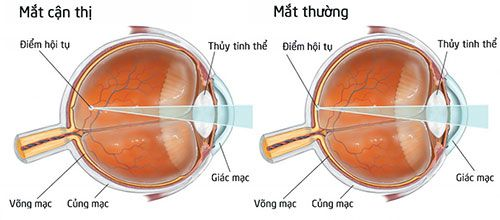 Mắt cận thị
Điểm hội tụ
Thủy tinh thể
Võng mạc
Củng mạc
Giác mạc
Mắt thường
Điểm hội tụ
Thủy tinh thể
Võng mạc
Củng mạc
Giác mạc